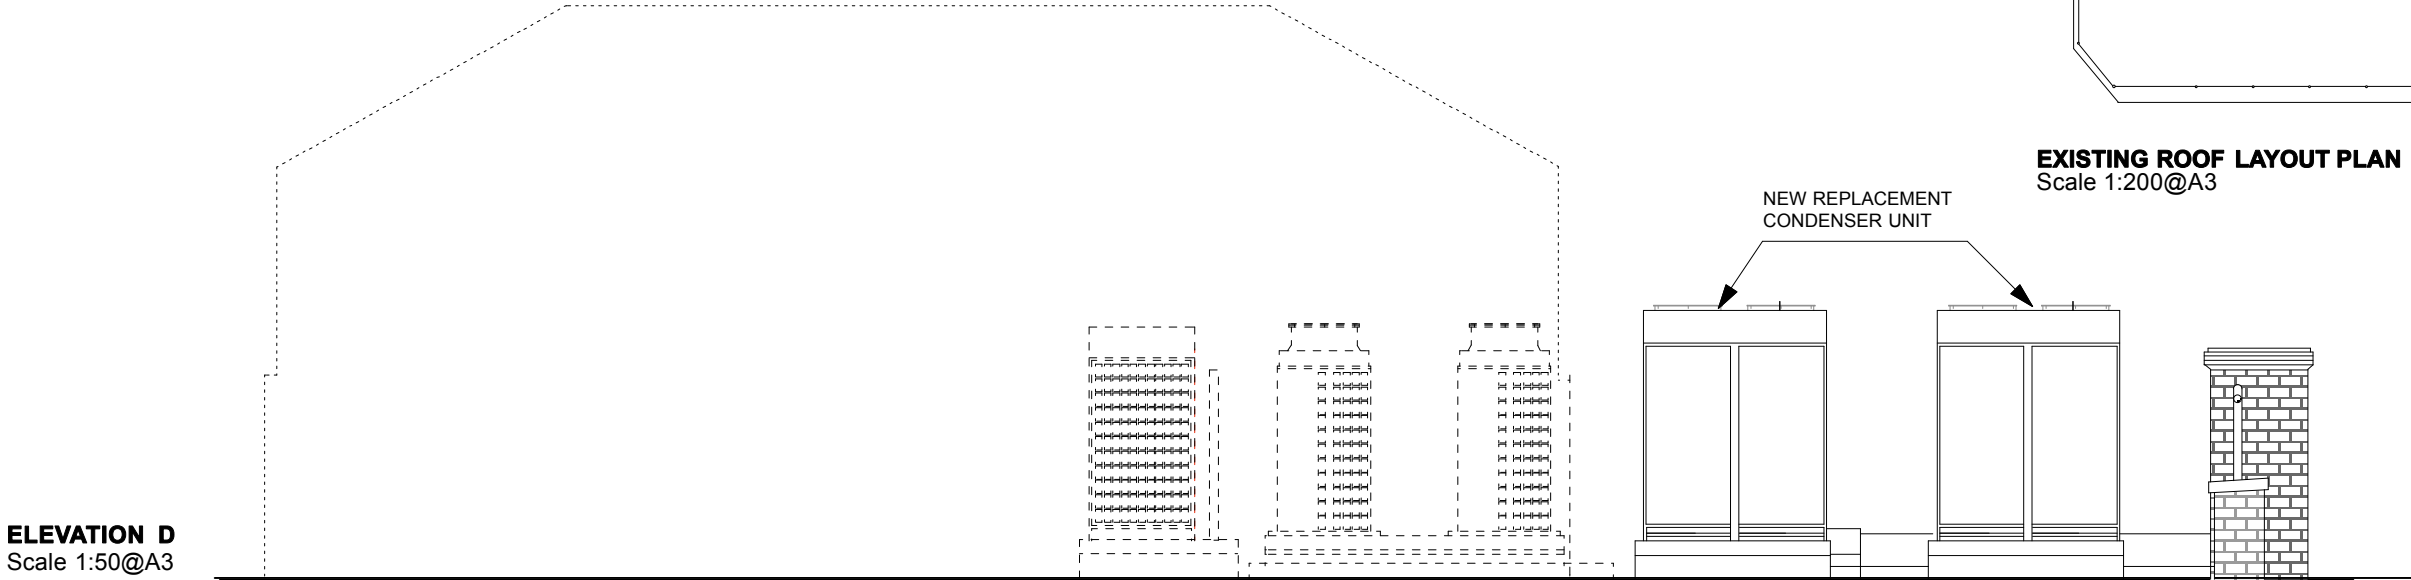 EXISTING ROOF LAYOUT PLAN
Scale 1:200@A3
NEW REPLACEMENT
CONDENSER UNIT
ELEVATION D
Scale 1:50@A3